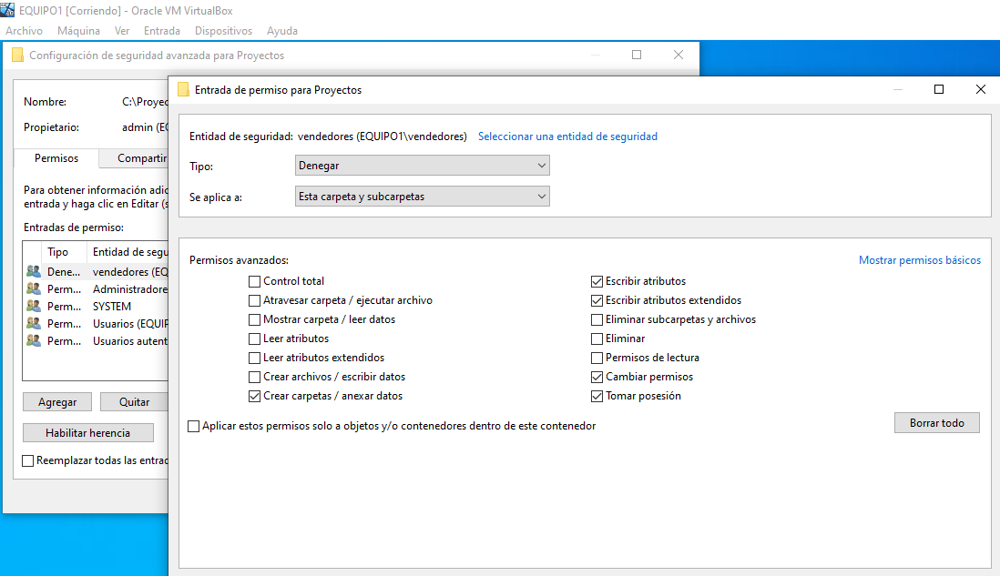 EQUIPO1 [Corriendo] - Oracle VM VirtualBox
Archivo Máquina Ver Entrada Dispositivos Ayuda
Configuración de seguridad avanzada para Proyectos
Nombre: C:\Proyec
Propietario: admin (EQ
Permisos Compartir
Para obtener información adic
entrada y haga clic en Editar (s
Entradas de permiso:
Tipo Entidad de segu
Dene... vendedores (EQ
Perm... Administradore
Perm... SYSTEM
Perm... Usuarios (EQUIP
Perm... Usuarios autent
Agregar Quitar
Habilitar herencia
Reemplazar todas las entrad
Entrada de permiso para Proyectos
Entidad de seguridad: vendedores (EQUIPO1\vendedores) Seleccionar una entidad de seguridad
Tipo: Denegar
Se aplica a: Esta carpeta y subcarpetas
Permisos avanzados: Mostrar permisos básicos
Control total
Atravesar carpeta / ejecutar archivo
Mostrar carpeta / leer datos
Leer atributos
Leer atributos extendidos
Crear archivos / escribir datos
Crear carpetas / anexar datos
Escribir atributos
Escribir atributos extendidos
Eliminar subcarpetas y archivos
Eliminar
Permisos de lectura
Cambiar permisos
Tomar posesión
Aplicar estos permisos solo a objetos y/o contenedores dentro de este contenedor
Borrar todo